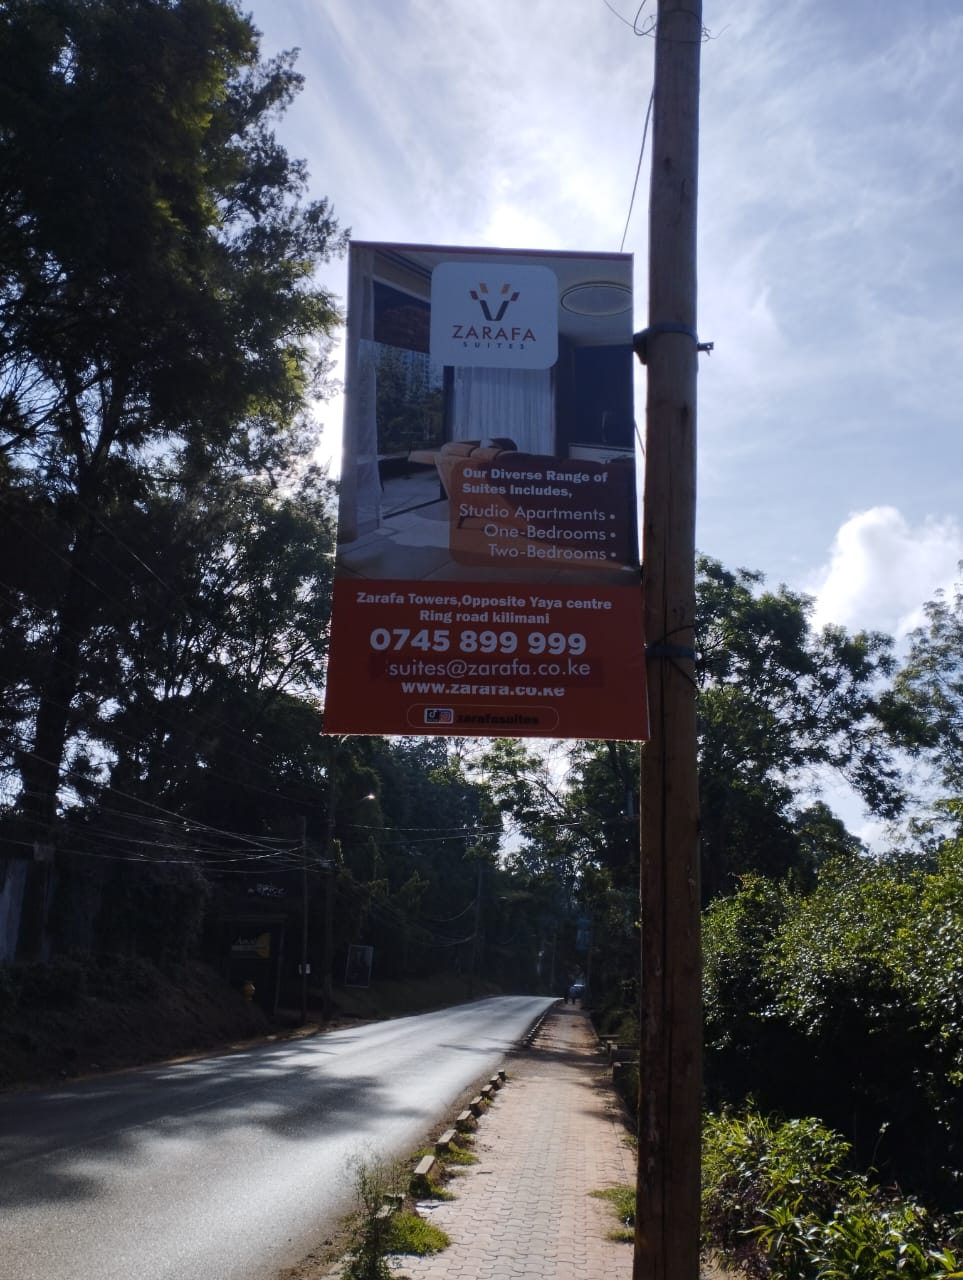 ZARAFA
SUITES
Our Diverse Range of
Suites Includes,
Studio Apartments •
One-Bedrooms •
Two-Bedrooms •
Zarafa Towers,Opposite Yaya centre
Ring road kilimani
0745 899 999
suites@zarafa.co.ke
www.zarafa.co.ke
zarafasuites